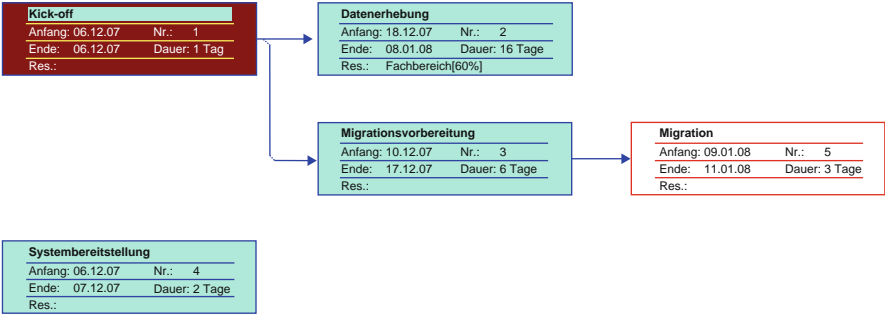 Kick-off
Anfang: 06.12.07 Nr.: 1
Ende: 06.12.07 Dauer: 1 Tag
Res.:
Datenerhebung
Anfang: 18.12.07 Nr.: 2
Ende: 08.01.08 Dauer: 16 Tage
Res.: Fachbereich[60%]
Migrationsvorbereitung
Anfang: 10.12.07 Nr.: 3
Ende: 17.12.07 Dauer: 6 Tage
Res.:
Migration
Anfang: 09.01.08 Nr.: 5
Ende: 11.01.08 Dauer: 3 Tage
Res.:
Systembereitstellung
Anfang: 06.12.07 Nr.: 4
Ende: 07.12.07 Dauer: 2 Tage
Res.: